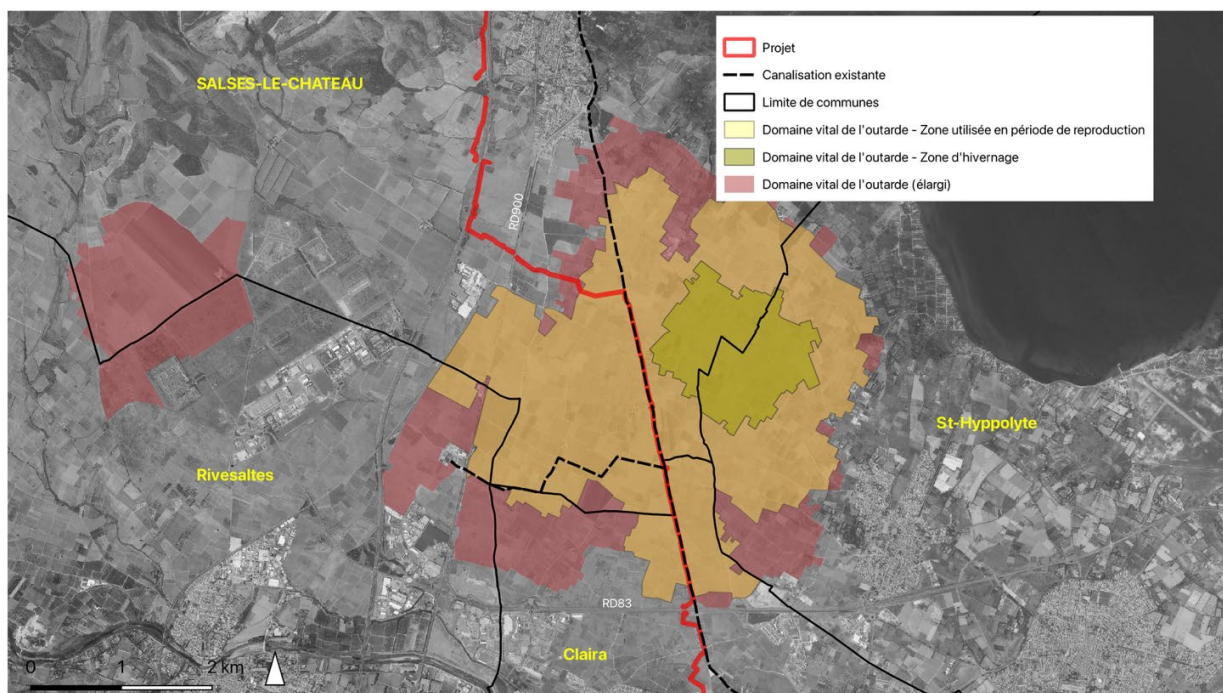 SALSES-LE-CHATEAU
Projet
Canalisation existante
Limite de communes
Domaine vital de l'outarde - Zone utilisée en période de reproduction
Domaine vital de l'outarde - Zone d'hivernage
Domaine vital de l'outarde (élargi)
RD900
St-Hyppolyte
Rivesaltes
RD83
Claira
0 1 2 km